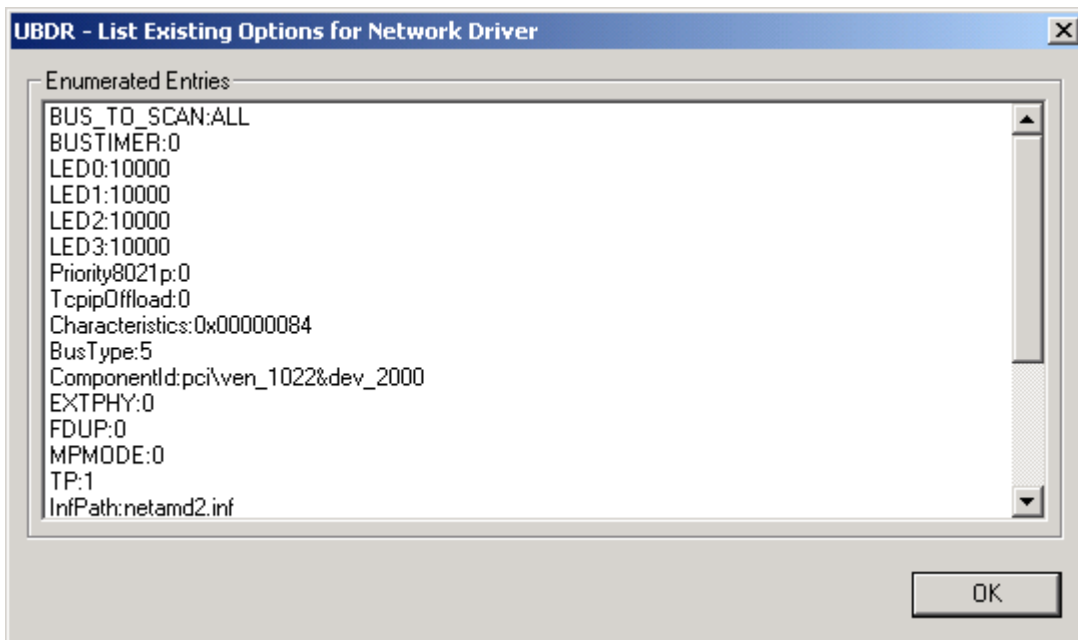 UBDR - List Existing Options for Network Driver
Enumerated Entries
BUS_TO_SCAN:ALL
BUSTIMER:0
LED0:10000
LED1:10000
LED2:10000
LED3:10000
Priority8021p:0
TcpipOffload:0
Characteristics:0x00000084
BusType:5
ComponentId:pci\ven_1022&dev_2000
EXTPHY:0
FDUP:0
MPMODE:0
TP:1
InfPath:netamd2.inf
OK